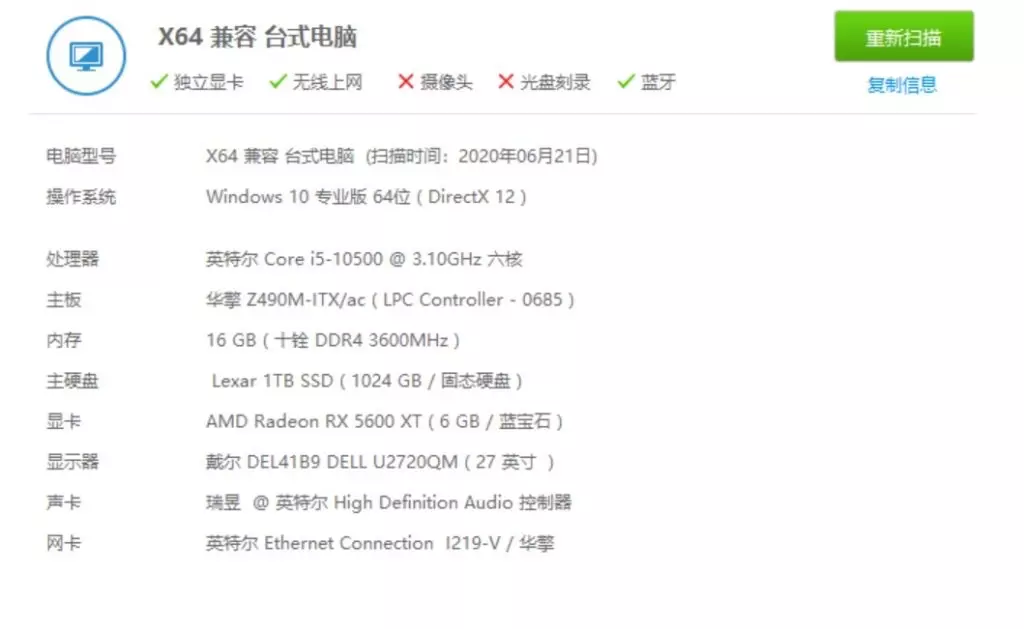 X64 兼容 台式电脑
重新扫描
独立显卡 无线上网 摄像头 光盘刻录 蓝牙
复制信息
电脑型号 X64 兼容 台式电脑 (扫描时间：2020年06月21日)
操作系统 Windows 10 专业版 64位 ( DirectX 12 )
处理器 英特尔 Core i5-10500 @ 3.10GHz 六核
主板 华擎 Z490M-ITX/ac ( LPC Controller - 0685 )
内存 16 GB ( 十铨 DDR4 3600MHz )
主硬盘 Lexar 1TB SSD ( 1024 GB / 固态硬盘 )
显卡 AMD Radeon RX 5600 XT ( 6 GB / 蓝宝石 )
显示器 戴尔 DEL41B9 DELL U2720QM ( 27 英寸 )
声卡 瑞昱 @ 英特尔 High Definition Audio 控制器
网卡 英特尔 Ethernet Connection I219-V / 华擎